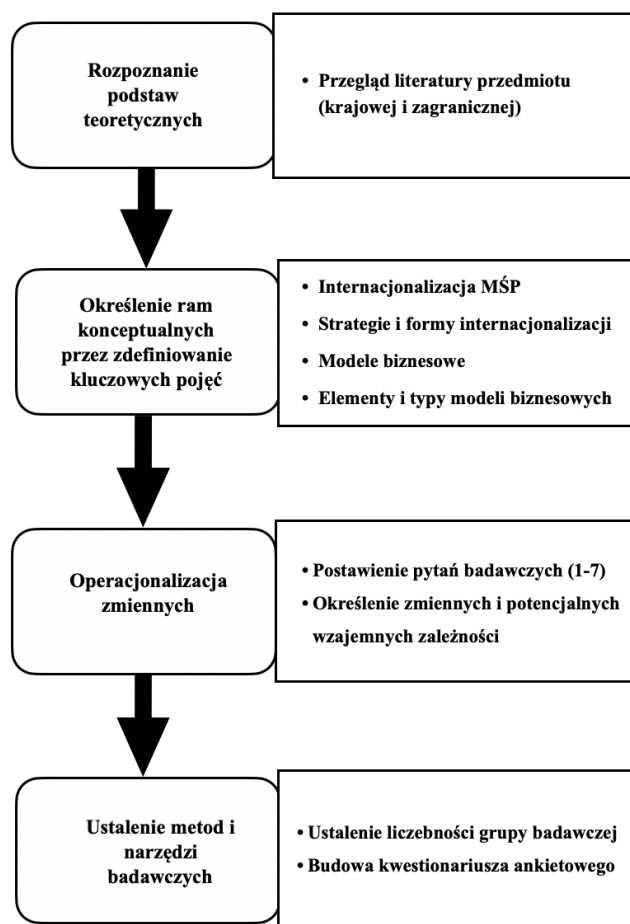 Rozpoznanie
podstaw
teoretycznych
• Przegląd literatury przedmiotu
(krajowej i zagranicznej)
Określenie ram
konceptualnych
przez zdefiniowanie
kluczowych pojęć
• Internacjonalizacja MŚP
• Strategie i formy internacjonalizacji
• Modele biznesowe
• Elementy i typy modeli biznesowych
Operacjonalizacja
zmiennych
• Postawienie pytań badawczych (1-7)
• Określenie zmiennych i potencjalnych
wzajemnych zależności
Ustalenie metod i
narzędzi
badawczych
• Ustalenie liczebności grupy badawczej
• Budowa kwestionariusza ankietowego